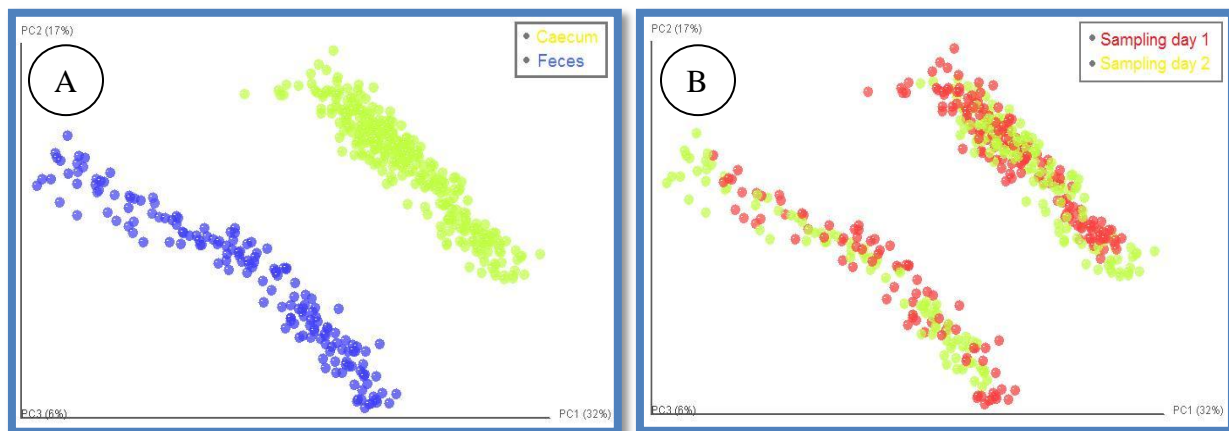 PC2 (17%)
Caecum
Feces
A
PC3 (6%)
PC1 (32%)
PC2 (17%)
Sampling day 1
Sampling day 2
B
PC3 (6%)
PC1 (32%)